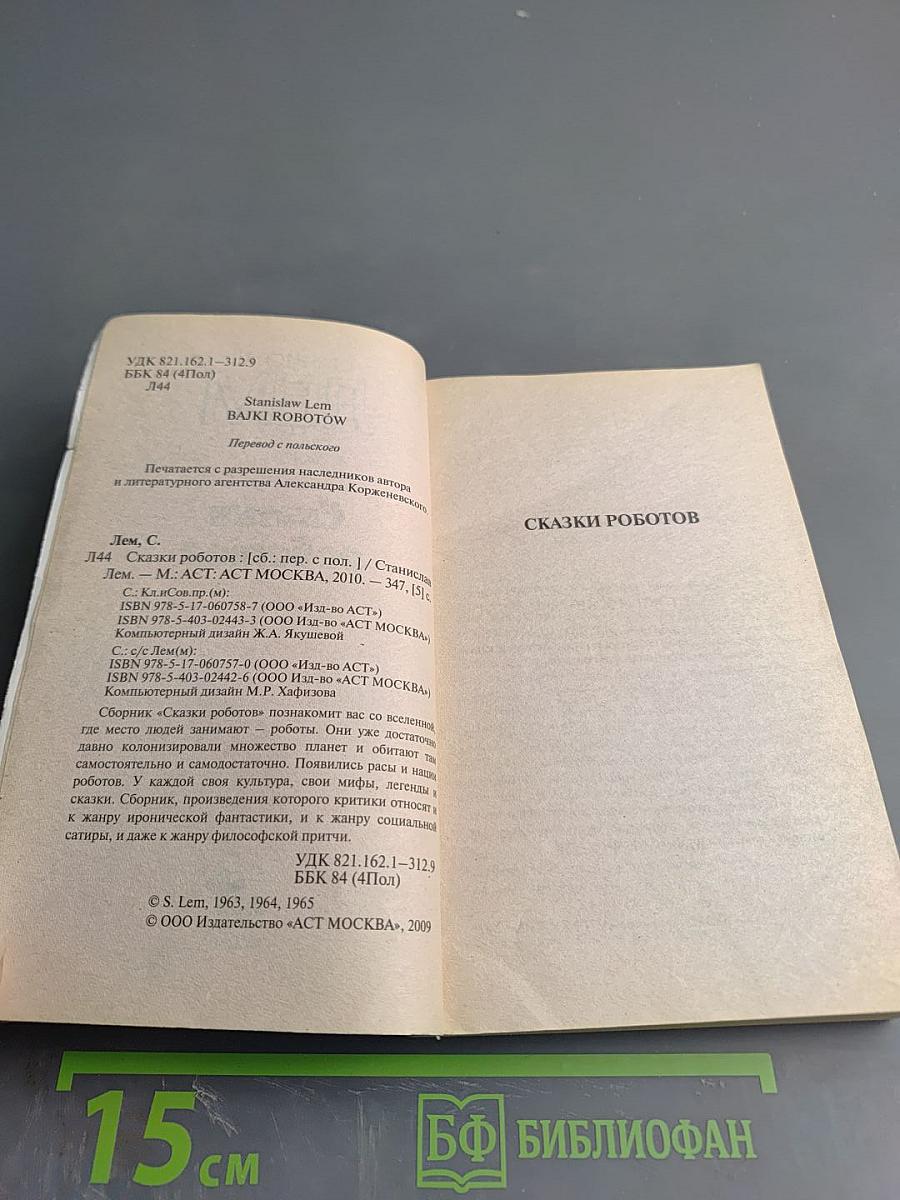 УДК 821.162.1—312.9
ББК 84 (4Пол)
Л44
Stanislaw Lem
BAJKI ROBOTÓW
Перевод с польского
Печатается с разрешения наследников автора
и литературного агентства Александра Корженевского.
Лем, С.
Л44 Сказки роботов : [сб.: пер. с пол. ] / Станислав
Лем. — М.: АСТ: АСТ МОСКВА, 2010. — 347, [5] с.
С.: Кл.иСов.пр.(м):
ISBN 978-5-17-060758-7 (ООО «Изд-во АСТ»)
ISBN 978-5-403-02443-3 (ООО Изд-во «АСТ МОСКВА»)
Компьютерный дизайн Ж.А. Якушевой
С.: с/с Лем(м):
ISBN 978-5-17-060757-0 (ООО «Изд-во АСТ»)
ISBN 978-5-403-02442-6 (ООО Изд-во «АСТ МОСКВА»)
Компьютерный дизайн М.Р. Хафизова
Сборник «Сказки роботов» познакомит вас со вселенной,
где место людей занимают — роботы. Они уже достаточно
давно колонизировали множество планет и обитают там
самостоятельно и самодостаточно. Появились расы и нации
роботов. У каждой своя культура, свои мифы, легенды и
сказки. Сборник, произведения которого критики относят и
к жанру иронической фантастики, и к жанру социальной
сатиры, и даже к жанру философской притчи.
УДК 821.162.1—312.9
ББК 84 (4Пол)
© S. Lem, 1963, 1964, 1965
© ООО Издательство «АСТ МОСКВА», 2009
СКАЗКИ РОБОТОВ
15 см
БФ БИБЛИОФАН